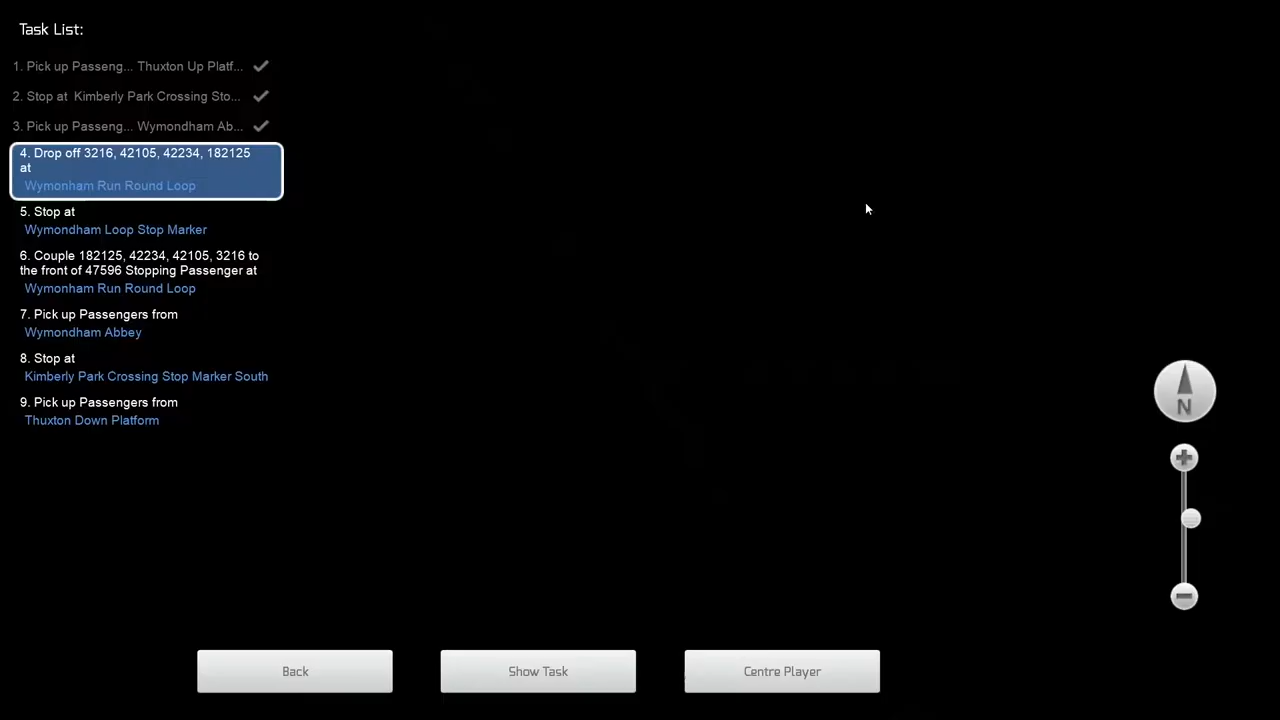 Task List:
1. Pick up Passeng... Thuxton Up Platf...
2. Stop at Kimberly Park Crossing Sto...
3. Pick up Passeng... Wymondham Ab...
4. Drop off 3216, 42105, 42234, 182125
at
Wymonham Run Round Loop
5. Stop at
Wymondham Loop Stop Marker
6. Couple 182125, 42234, 42105, 3216 to
the front of 47596 Stopping Passenger at
Wymonham Run Round Loop
7. Pick up Passengers from
Wymondham Abbey
8. Stop at
Kimberly Park Crossing Stop Marker South
9. Pick up Passengers from
Thuxton Down Platform
N
Back
Show Task
Centre Player